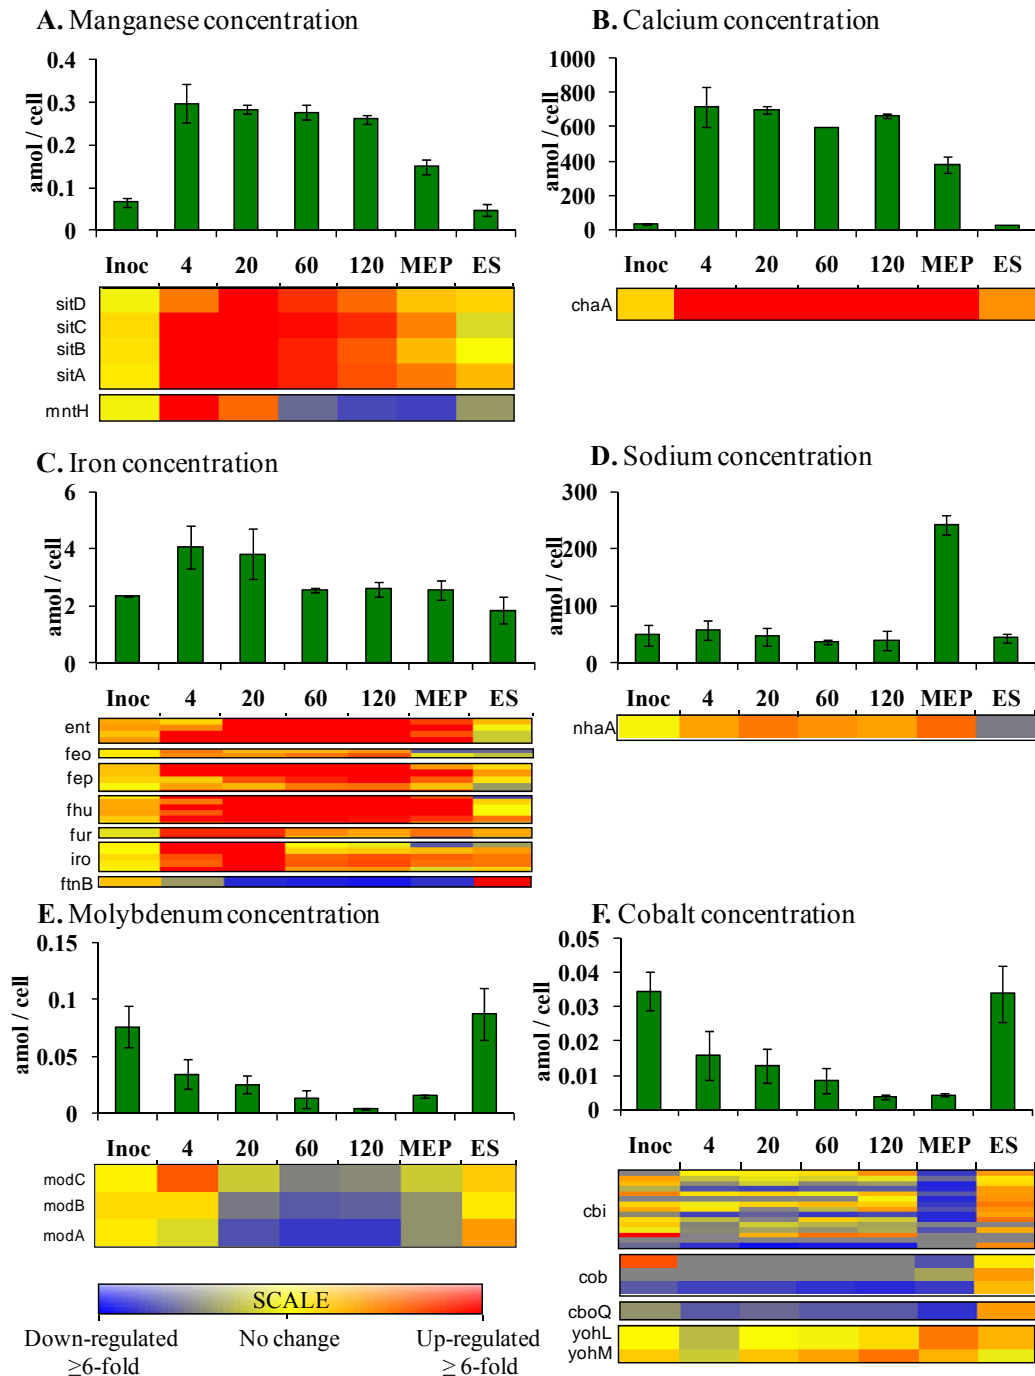 A. Manganese concentration
amol / cell
0.4
0.3
0.2
0.1
0
Inoc 4 20 60 120 MEP ES
sitD
sitC
sitB
sitA
mntH
B. Calcium concentration
amol / cell
1000
800
600
400
200
0
Inoc 4 20 60 120 MEP ES
chaA
C. Iron concentration
amol / cell
6
4
2
0
Inoc 4 20 60 120 MEP ES
ent
feo
fep
fhu
fur
iro
ftnB
D. Sodium concentration
amol / cell
300
200
100
0
Inoc 4 20 60 120 MEP ES
nhaA
E. Molybdenum concentration
amol / cell
0.15
0.1
0.05
0
Inoc 4 20 60 120 MEP ES
modC
modB
modA
SCALE
Down-regulated No change Up-regulated
≥6-fold ≥ 6-fold
F. Cobalt concentration
amol / cell
0.05
0.04
0.03
0.02
0.01
0
Inoc 4 20 60 120 MEP ES
cbi
cob
cboQ
yohL
yohM